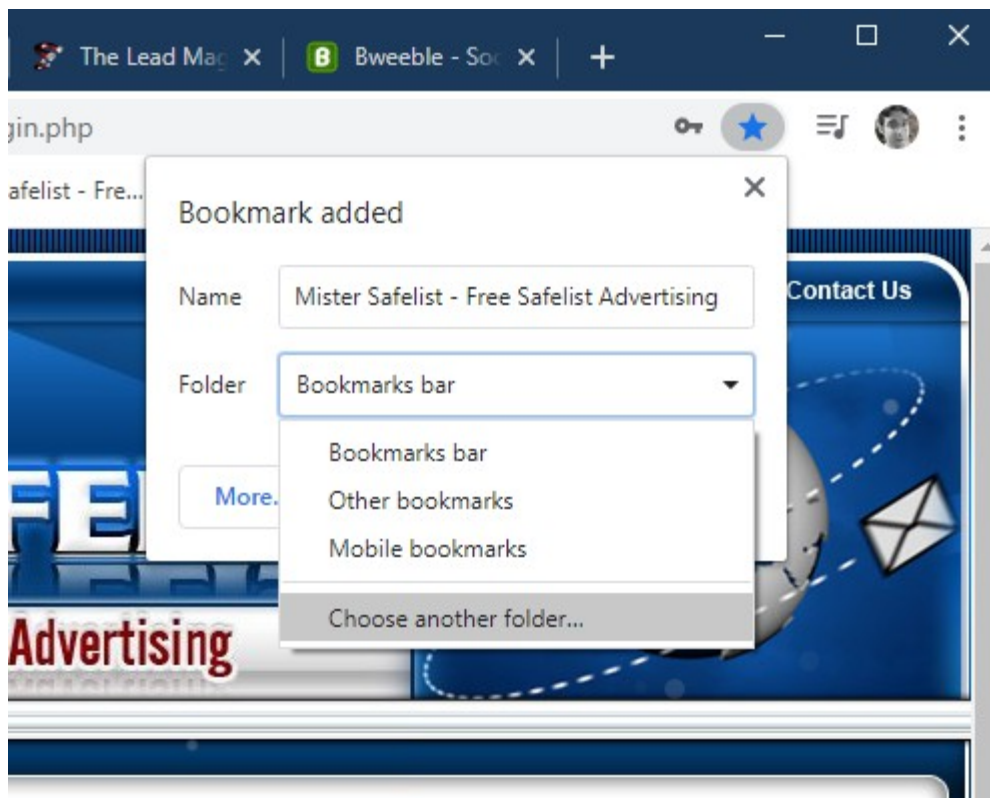 The Lead Mag
B Bweeble - Soc
gin.php
afelist - Fre...
Bookmark added
Name Mister Safelist - Free Safelist Advertising
Contact Us
Folder Bookmarks bar
Bookmarks bar
Other bookmarks
More.
Mobile bookmarks
Choose another folder...
Advertising